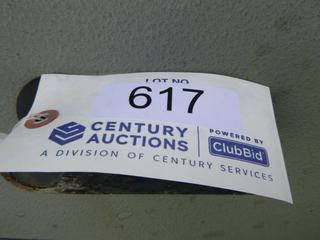 LOT NO.
617
CENTURY
AUCTIONS
POWERED BY
ClubBid
A DIVISION OF CENTURY SERVICES